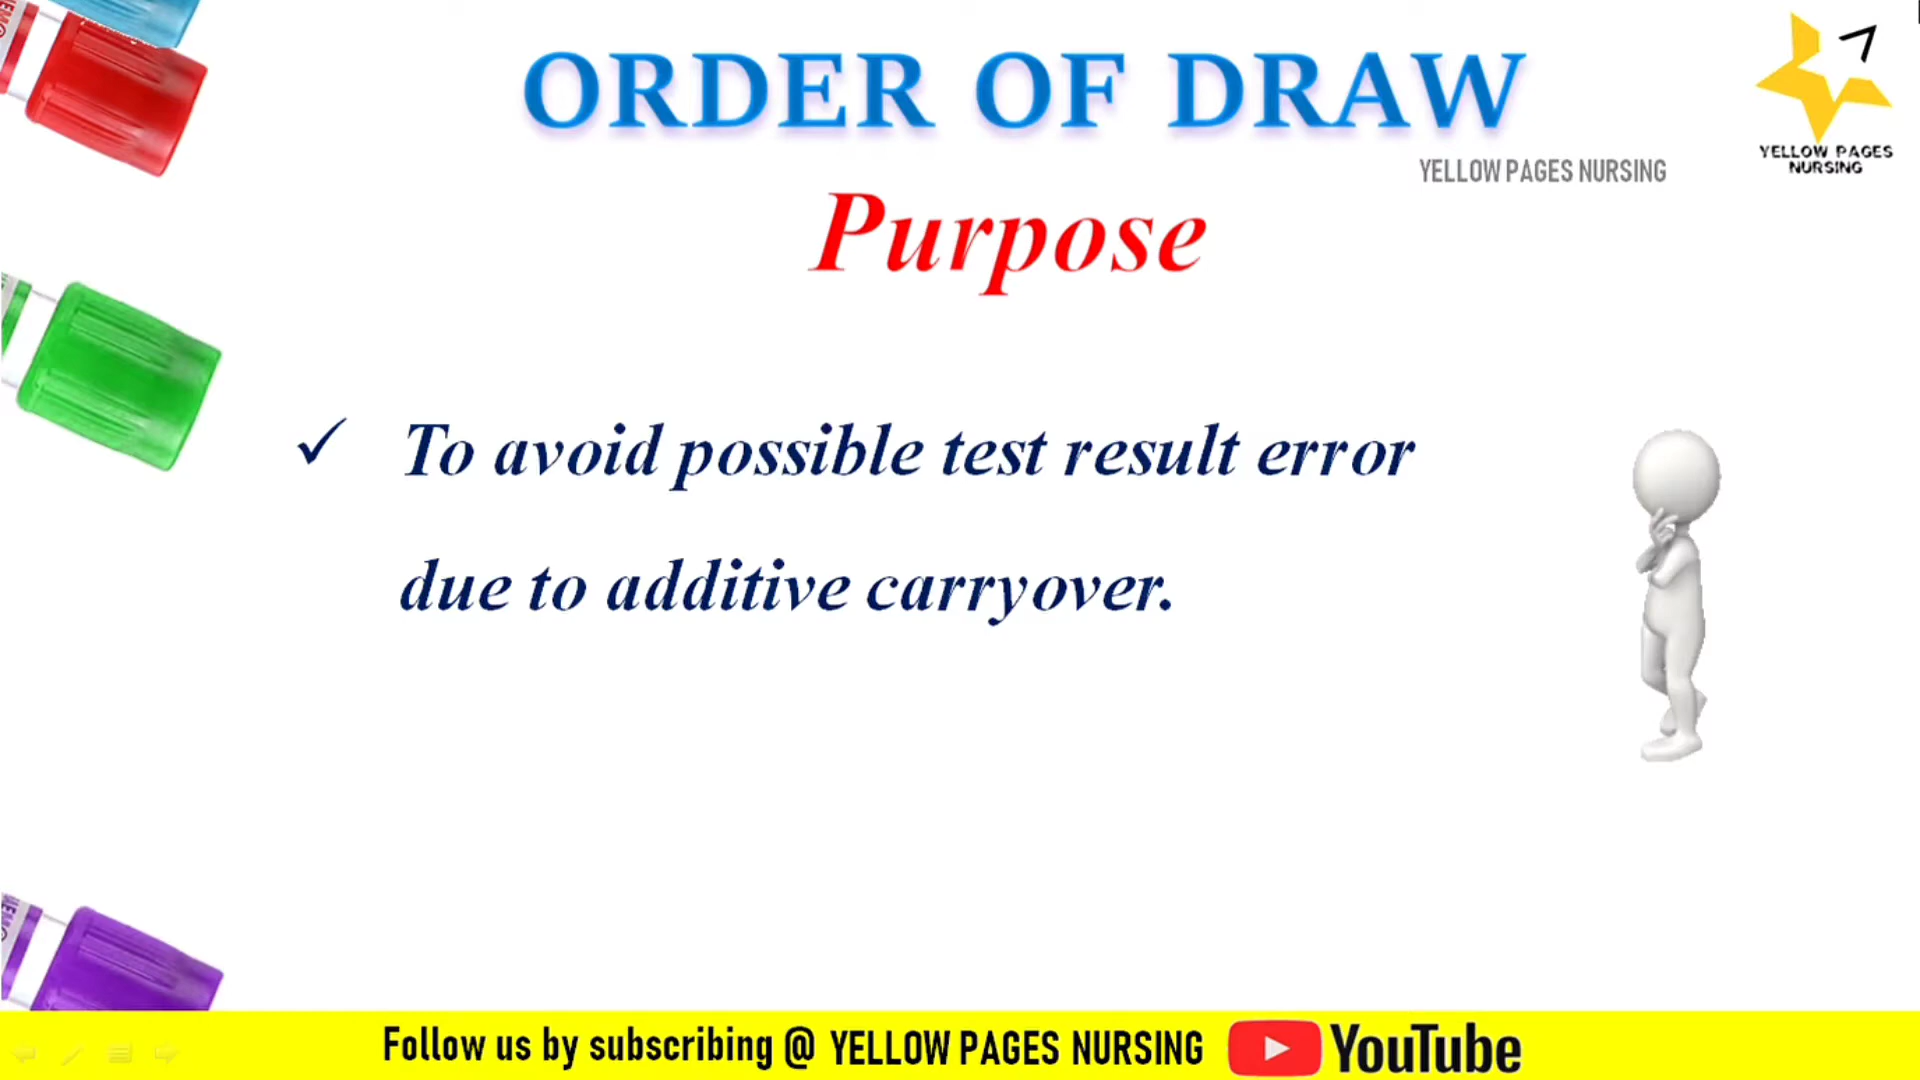 ORDER OF DRAW
YELLOW PAGES
NURSING
YELLOW PAGES NURSING
Purpose
✓ To avoid possible test result error
due to additive carryover.
Follow us by subscribing @ YELLOW PAGES NURSING YouTube